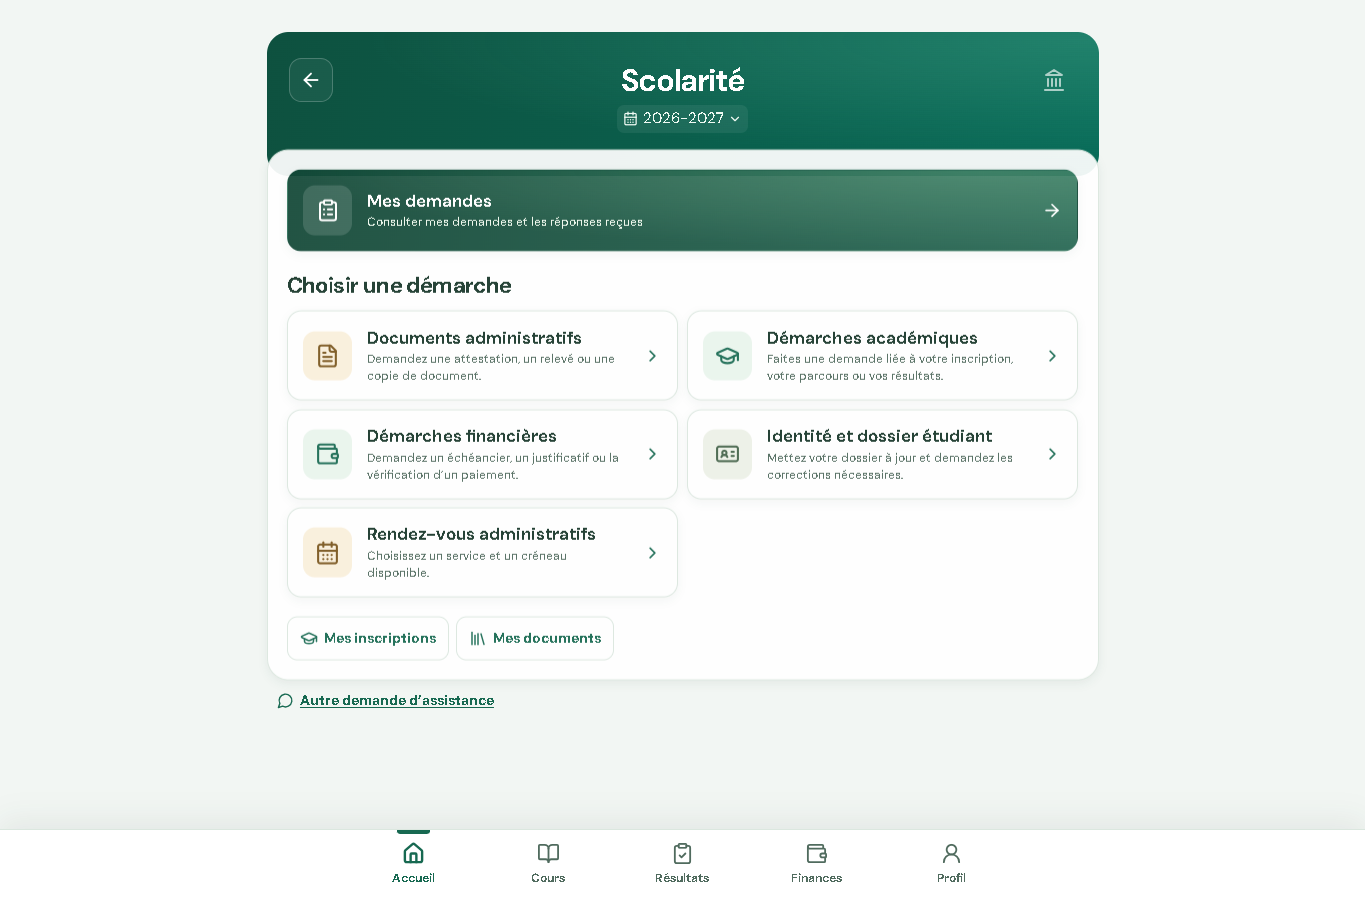 Scolarité
2026-2027
Mes demandes
Consulter mes demandes et les réponses reçues
Choisir une démarche
Documents administratifs
Demandez une attestation, un relevé ou une
copie de document.
Démarches académiques
Faites une demande liée à votre inscription,
votre parcours ou vos résultats.
Démarches financières
Demandez un échéancier, un justificatif ou la
vérification d’un paiement.
Identité et dossier étudiant
Mettez votre dossier à jour et demandez les
corrections nécessaires.
Rendez-vous administratifs
Choisissez un service et un créneau
disponible.
Mes inscriptions
Mes documents
Autre demande d’assistance
Accueil
Cours
Résultats
Finances
Profil